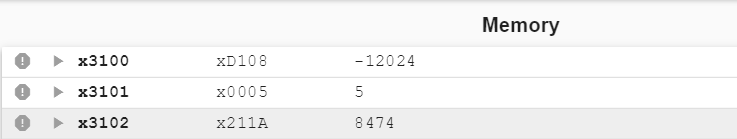 Memory
x3100 xD108 -12024
x3101 x0005 5
x3102 x211A 8474